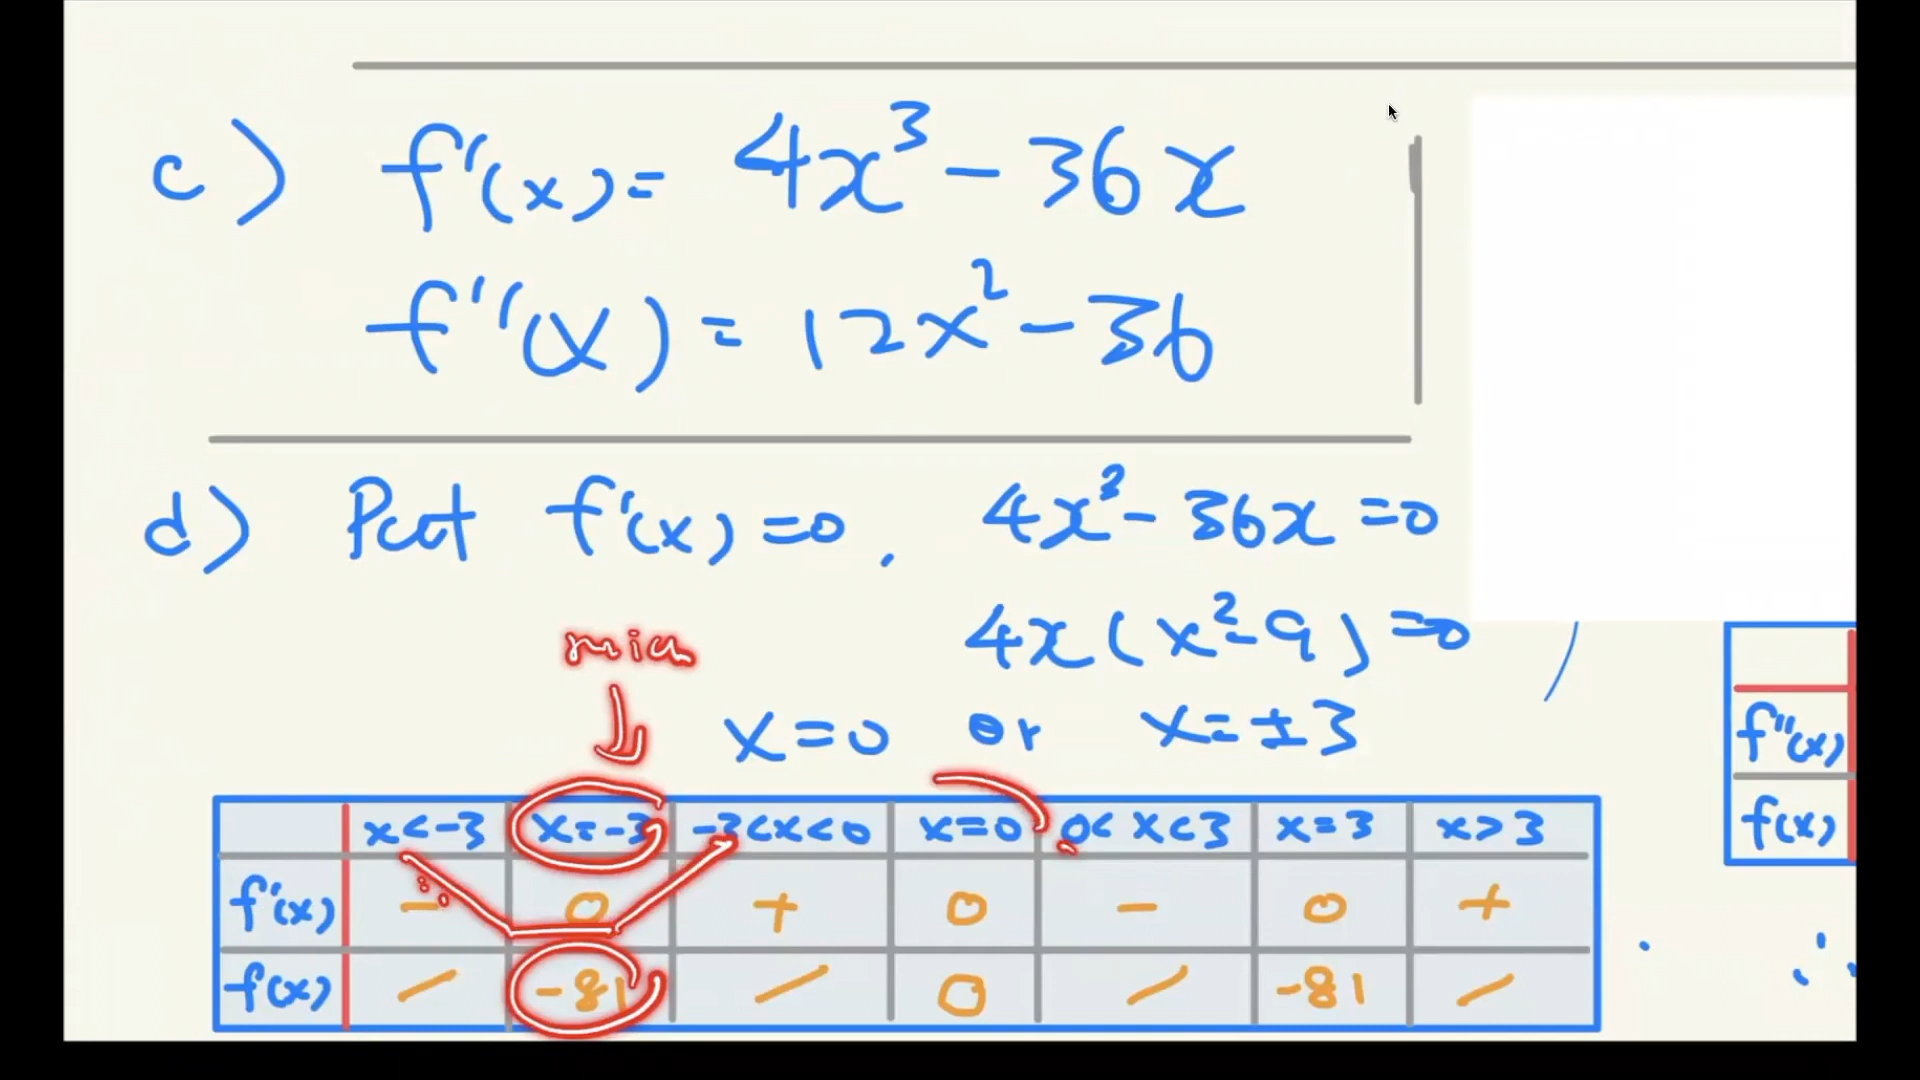 c) f'(x) = 4x³ - 36x
f''(x) = 12x² - 36
d) Put f'(x) = 0, 4x³ - 36x = 0
4x(x² - 9) = 0
min
x = 0 or x = ±3
x < -3 x = -3 -3 < x < 0 x = 0 0 < x < 3 x = 3 x > 3
f'(x) - 0 + 0 - 0 +
f(x) / -81 / 0 / -81 /
f''(x)
f(x)